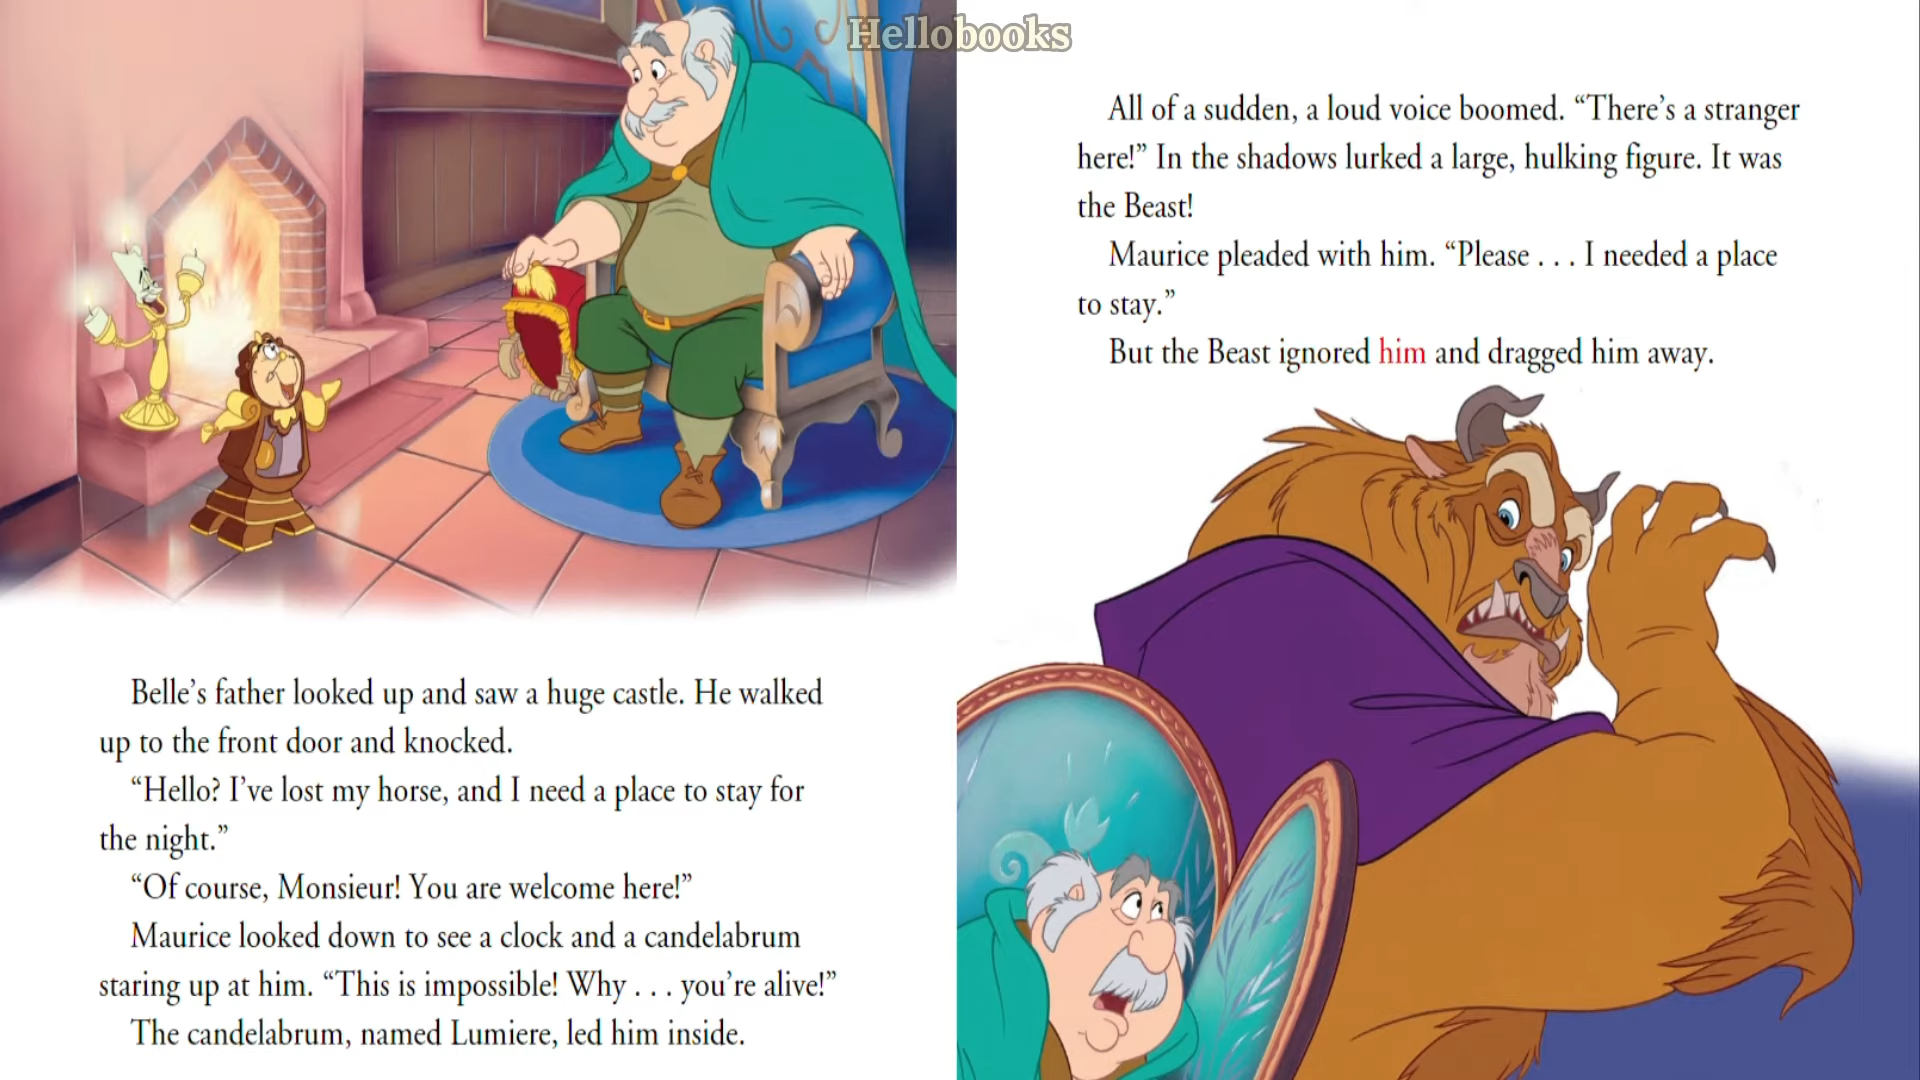 Hellobooks
Belle’s father looked up and saw a huge castle. He walked
up to the front door and knocked.
“Hello? I’ve lost my horse, and I need a place to stay for
the night.”
“Of course, Monsieur! You are welcome here!”
Maurice looked down to see a clock and a candelabrum
staring up at him. “This is impossible! Why . . . you’re alive!”
The candelabrum, named Lumiere, led him inside.
All of a sudden, a loud voice boomed. “There’s a stranger
here!” In the shadows lurked a large, hulking figure. It was
the Beast!
Maurice pleaded with him. “Please . . . I needed a place
to stay.”
But the Beast ignored him and dragged him away.